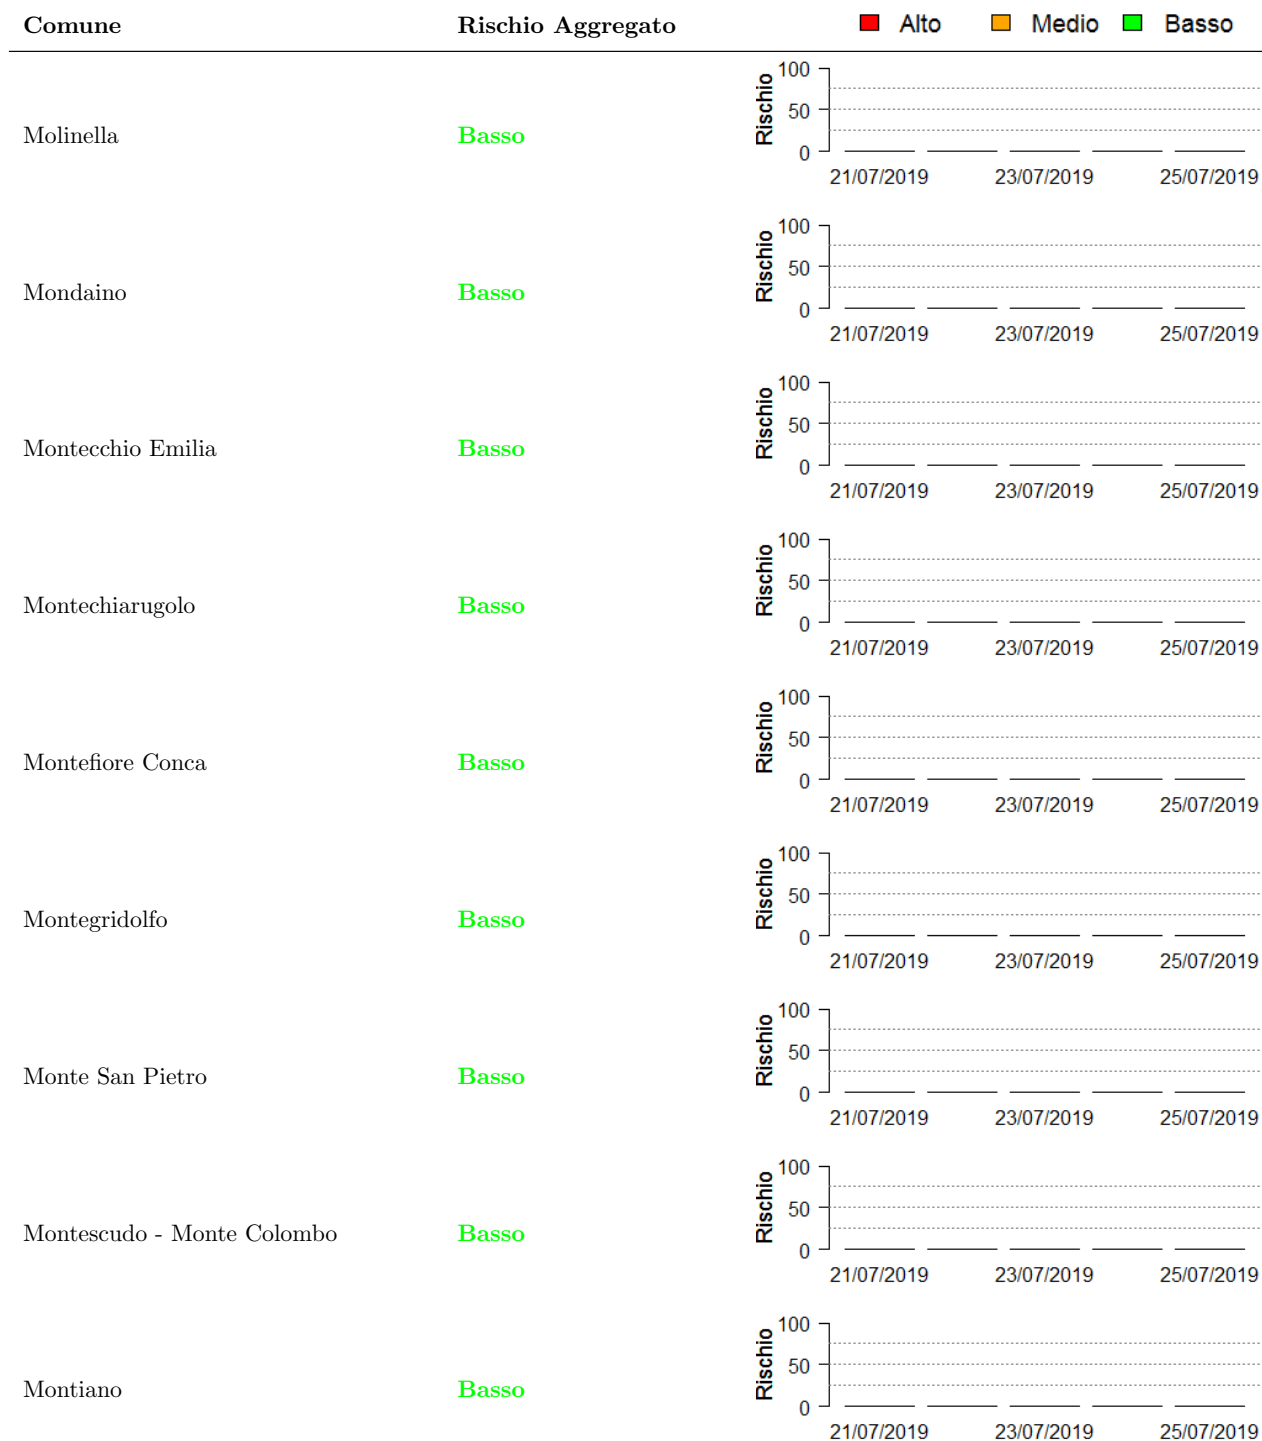 Comune Rischio Aggregato Alto Medio Basso
100
50
0
Rischio
Molinella Basso
21/07/2019 23/07/2019 25/07/2019
100
50
0
Rischio
Mondaino Basso
21/07/2019 23/07/2019 25/07/2019
100
50
0
Rischio
Montecchio Emilia Basso
21/07/2019 23/07/2019 25/07/2019
100
50
0
Rischio
Montechiarugolo Basso
21/07/2019 23/07/2019 25/07/2019
100
50
0
Rischio
Montefiore Conca Basso
21/07/2019 23/07/2019 25/07/2019
100
50
0
Rischio
Montegridolfo Basso
21/07/2019 23/07/2019 25/07/2019
100
50
0
Rischio
Monte San Pietro Basso
21/07/2019 23/07/2019 25/07/2019
100
50
0
Rischio
Montescudo - Monte Colombo Basso
21/07/2019 23/07/2019 25/07/2019
100
50
0
Rischio
Montiano Basso
21/07/2019 23/07/2019 25/07/2019